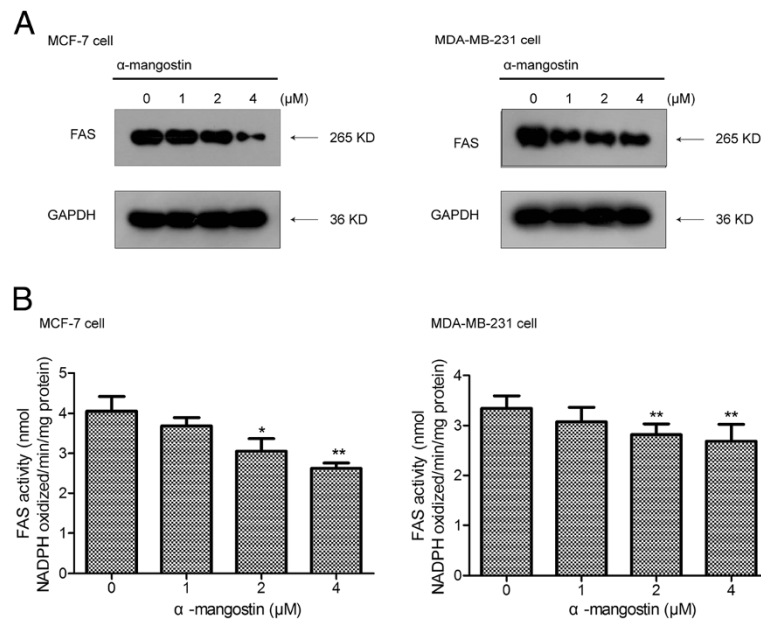 A
MCF-7 cell
α-mangostin
0 1 2 4 (μM)
FAS
265 KD
GAPDH
36 KD
MDA-MB-231 cell
α-mangostin
0 1 2 4 (μM)
FAS
265 KD
GAPDH
36 KD
B
MCF-7 cell
FAS activity (nmol
NADPH oxidized/min/mg protein)
5
4
3
2
1
0
*
**
0 1 2 4
α -mangostin (μM)
MDA-MB-231 cell
FAS activity (nmol
NADPH oxidized/min/mg protein)
4
3
2
1
0
**
**
0 1 2 4
α -mangostin (μM)